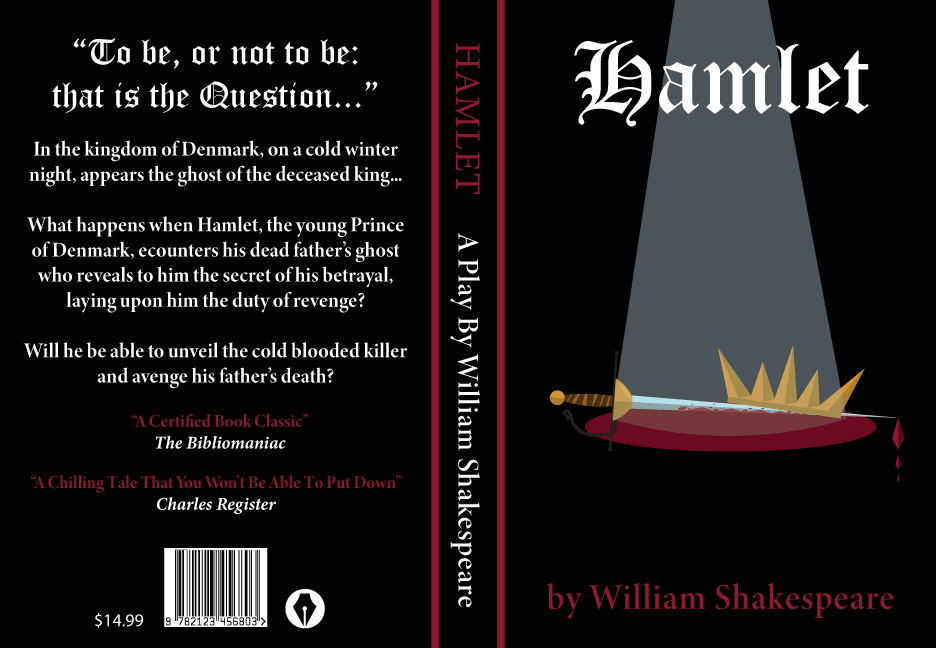 “To be, or not to be:
that is the Question...”
In the kingdom of Denmark, on a cold winter
night, appears the ghost of the deceased king...
What happens when Hamlet, the young Prince
of Denmark, ecounters his dead father’s ghost
who reveals to him the secret of his betrayal,
laying upon him the duty of revenge?
Will he be able to unveil the cold blooded killer
and avenge his father’s death?
“A Certified Book Classic”
The Bibliomaniac
“A Chilling Tale That You Won’t Be Able To Put Down”
Charles Register
$14.99
9 782123 456803 >
HAMLET A Play By William Shakespeare
Hamlet
by William Shakespeare